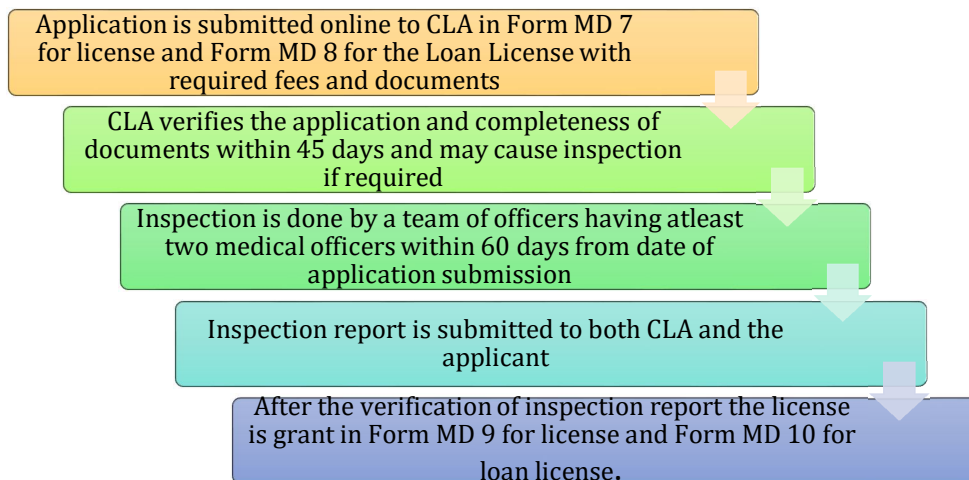 Application is submitted online to CLA in Form MD 7
for license and Form MD 8 for the Loan License with
required fees and documents
CLA verifies the application and completeness of
documents within 45 days and may cause inspection
if required
Inspection is done by a team of officers having atleast
two medical officers within 60 days from date of
application submission
Inspection report is submitted to both CLA and the
applicant
After the verification of inspection report the license
is grant in Form MD 9 for license and Form MD 10 for
loan license.